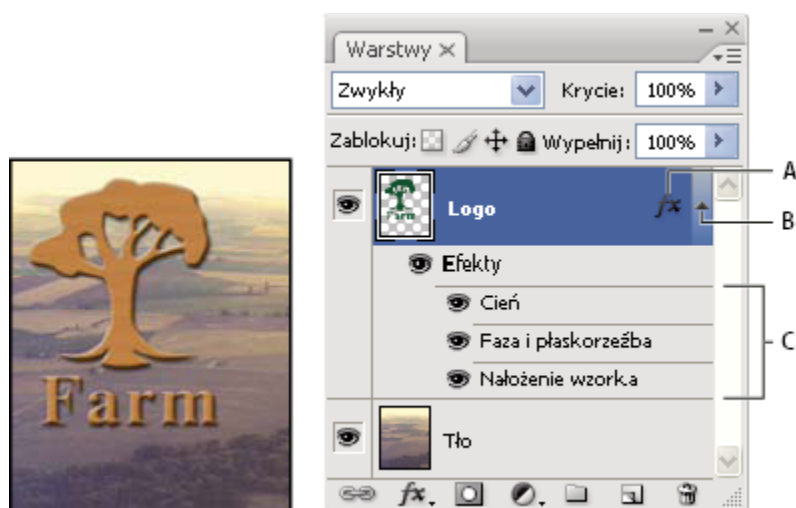 Warstwy
Zwykły Krycie: 100%
Zablokuj: Wypełnij: 100%
A
Logo fx
B
Efekty
Cień
Faza i płaskorzeźba
C
Nałożenie wzorka
Farm
Tło
fx.